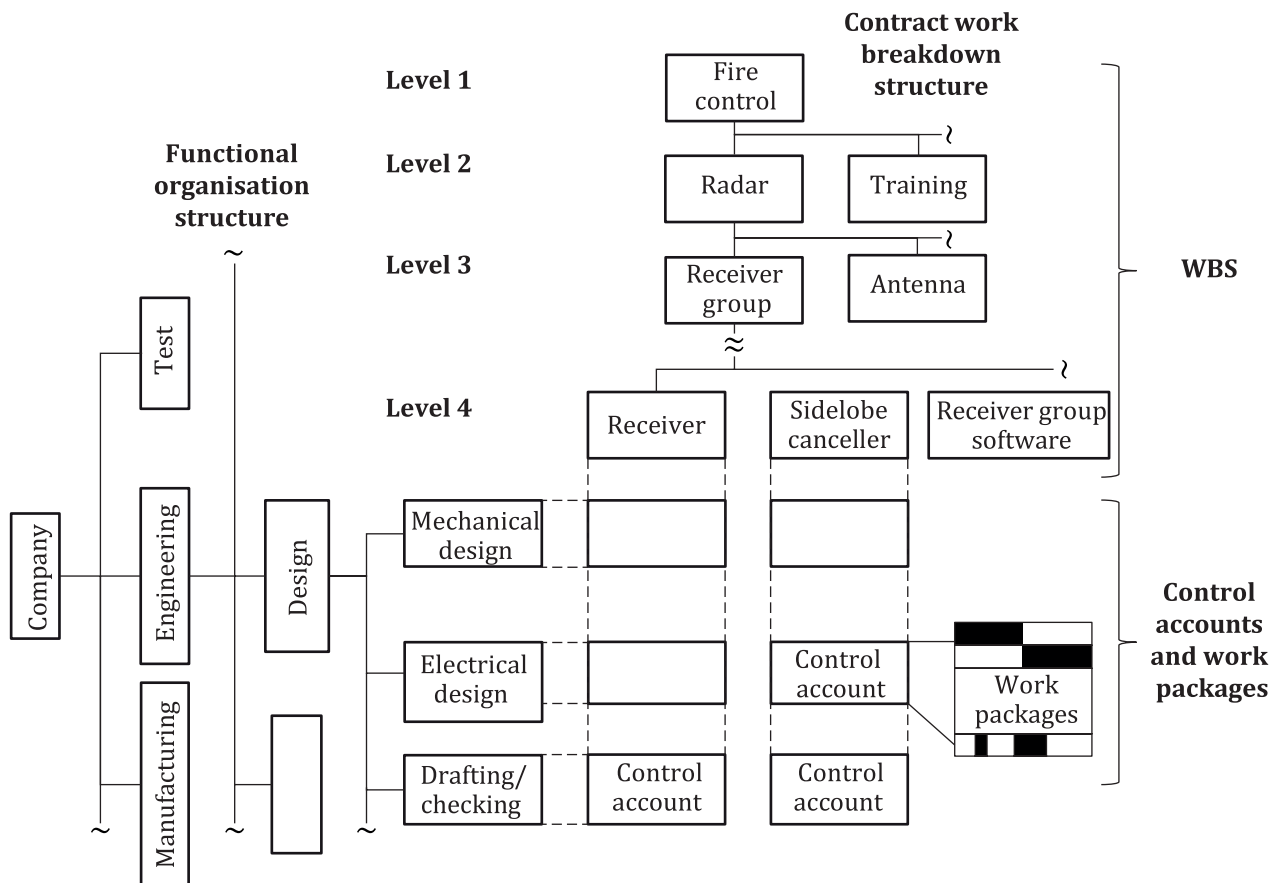 Contract work
breakdown
structure
Level 1
Fire
control
Functional
organisation
structure
Level 2
Radar
Training
Level 3
Receiver
group
Antenna
WBS
Test
Level 4
Receiver
Sidelobe
canceller
Receiver group
software
Company
Engineering
Design
Mechanical
design
Electrical
design
Control
account
Work
packages
Control
accounts
and work
packages
Manufacturing
Drafting/
checking
Control
account
Control
account